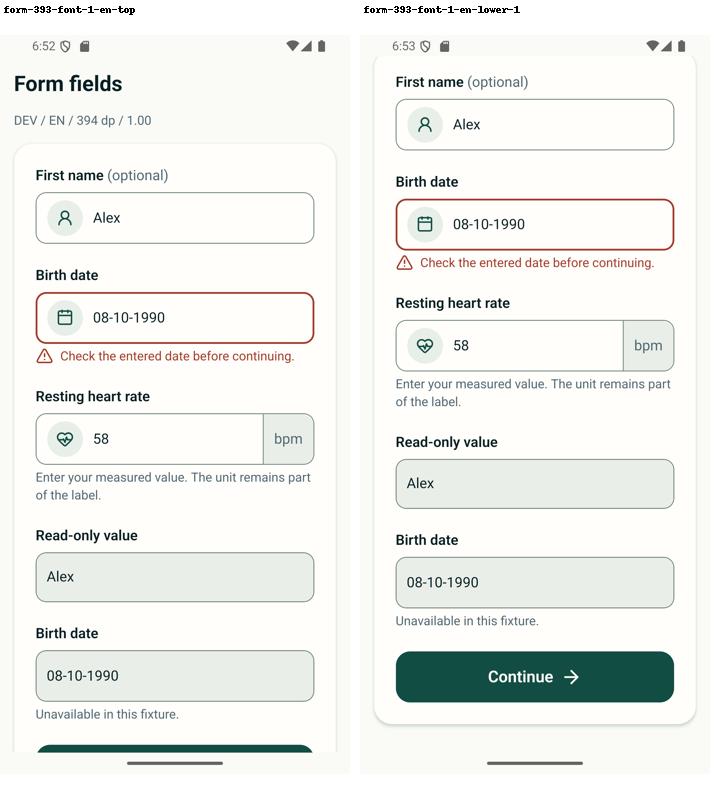 form-393-font-1-en-top
6:52
Form fields
DEV / EN / 394 dp / 1.00
First name (optional)
Alex
Birth date
08-10-1990
Check the entered date before continuing.
Resting heart rate
58
bpm
Enter your measured value. The unit remains part
of the label.
Read-only value
Alex
Birth date
08-10-1990
Unavailable in this fixture.
form-393-font-1-en-lower-1
6:53
First name (optional)
Alex
Birth date
08-10-1990
Check the entered date before continuing.
Resting heart rate
58
bpm
Enter your measured value. The unit remains part
of the label.
Read-only value
Alex
Birth date
08-10-1990
Unavailable in this fixture.
Continue